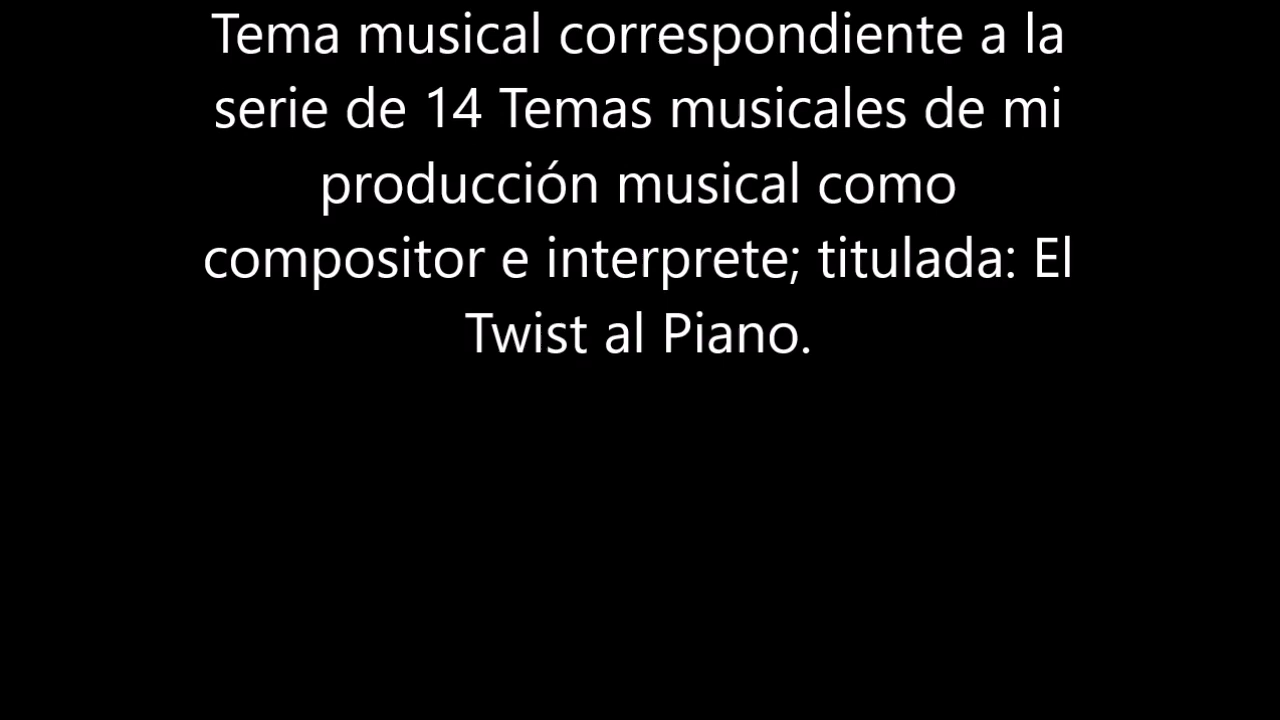 Tema musical correspondiente a la
serie de 14 Temas musicales de mi
producción musical como
compositor e interprete; titulada: El
Twist al Piano.